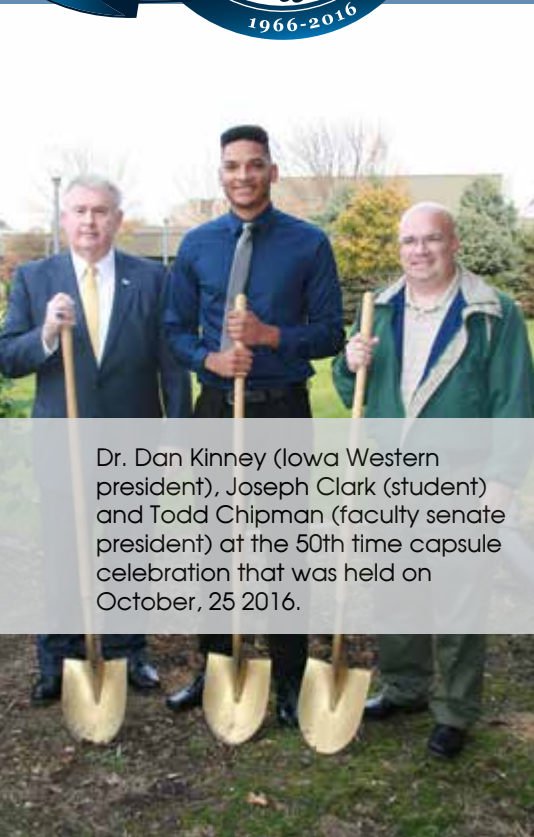 1966-2016
Dr. Dan Kinney (Iowa Western
president), Joseph Clark (student)
and Todd Chipman (faculty senate
president) at the 50th time capsule
celebration that was held on
October, 25 2016.